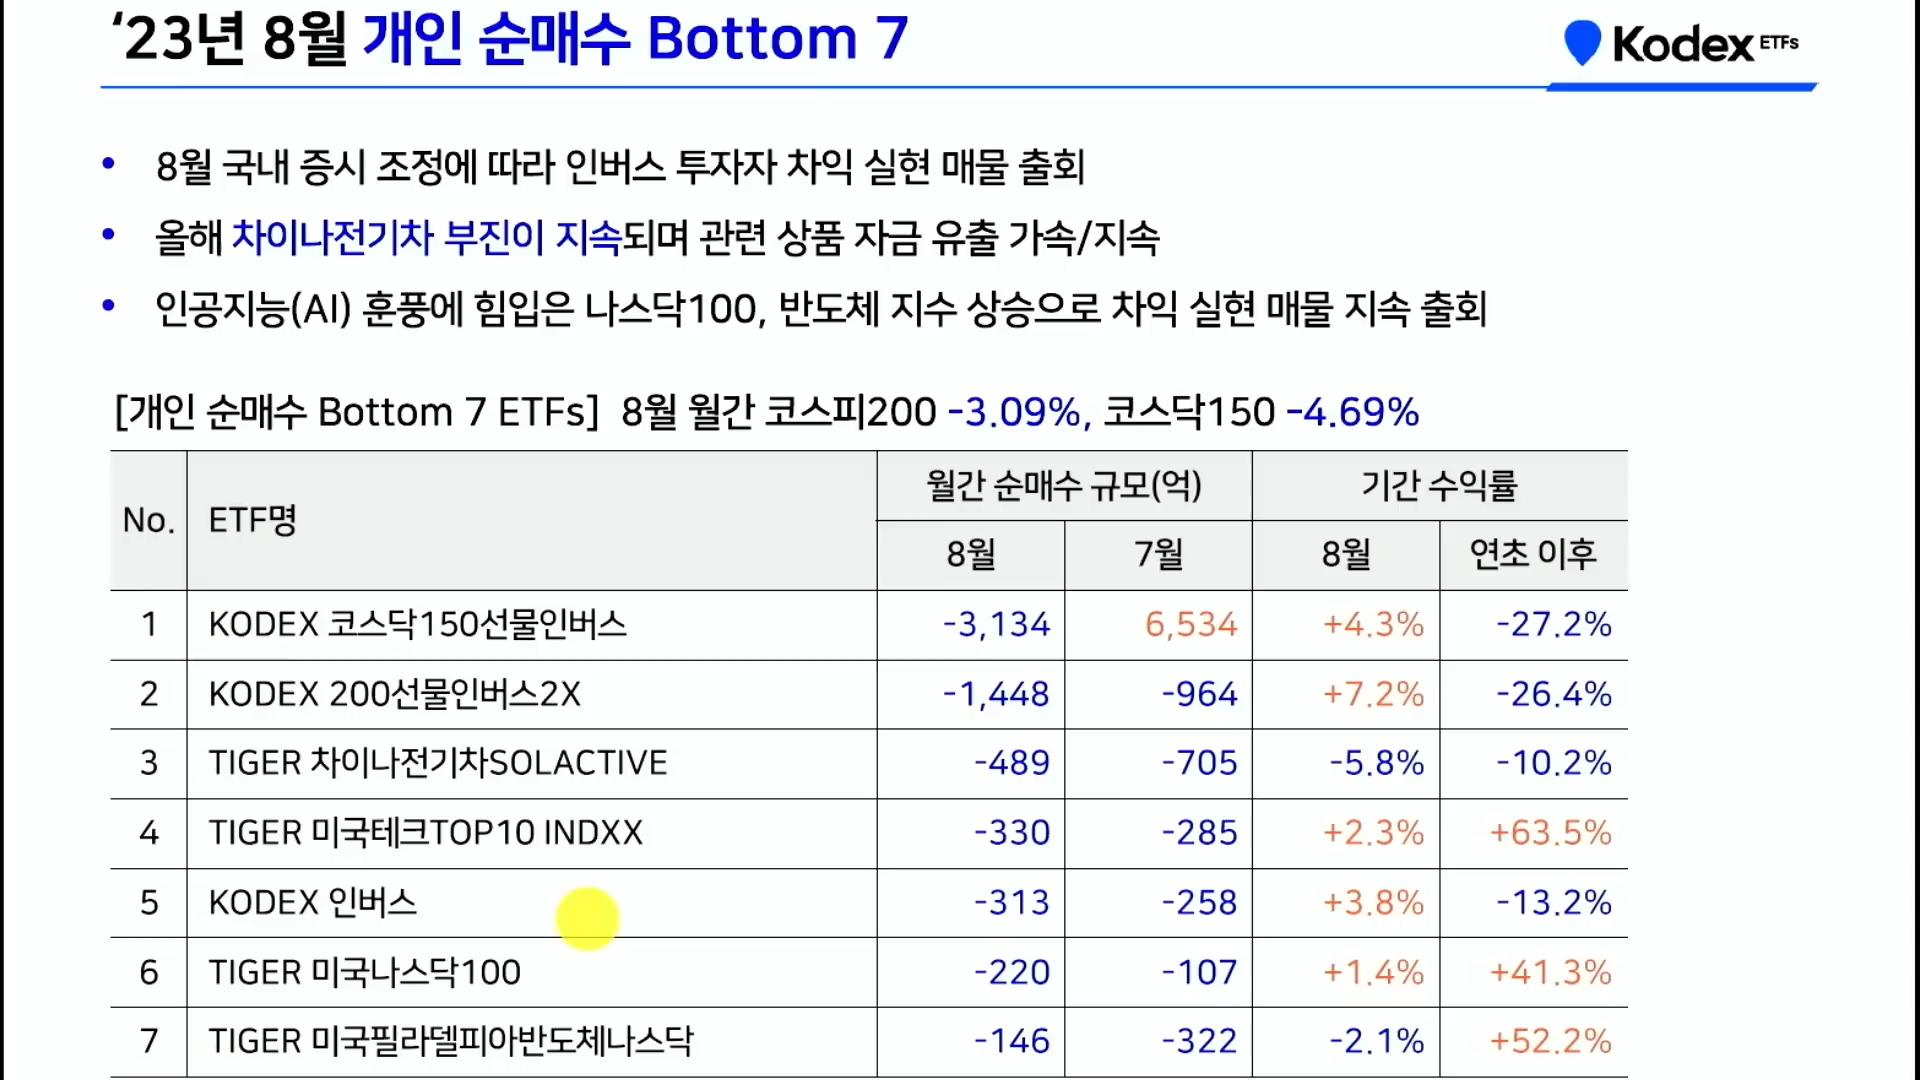 ‘23년 8월 개인 순매수 Bottom 7
Kodex ETFs
• 8월 국내 증시 조정에 따라 인버스 투자자 차익 실현 매물 출회
• 올해 차이나전기차 부진이 지속되며 관련 상품 자금 유출 가속/지속
• 인공지능(AI) 훈풍에 힘입은 나스닥100, 반도체 지수 상승으로 차익 실현 매물 지속 출회
[개인 순매수 Bottom 7 ETFs] 8월 월간 코스피200 -3.09%, 코스닥150 -4.69%
No. ETF명 월간 순매수 규모(억) 기간 수익률
8월 7월 8월 연초 이후
1 KODEX 코스닥150선물인버스 -3,134 6,534 +4.3% -27.2%
2 KODEX 200선물인버스2X -1,448 -964 +7.2% -26.4%
3 TIGER 차이나전기차SOLACTIVE -489 -705 -5.8% -10.2%
4 TIGER 미국테크TOP10 INDXX -330 -285 +2.3% +63.5%
5 KODEX 인버스 -313 -258 +3.8% -13.2%
6 TIGER 미국나스닥100 -220 -107 +1.4% +41.3%
7 TIGER 미국필라델피아반도체나스닥 -146 -322 -2.1% +52.2%